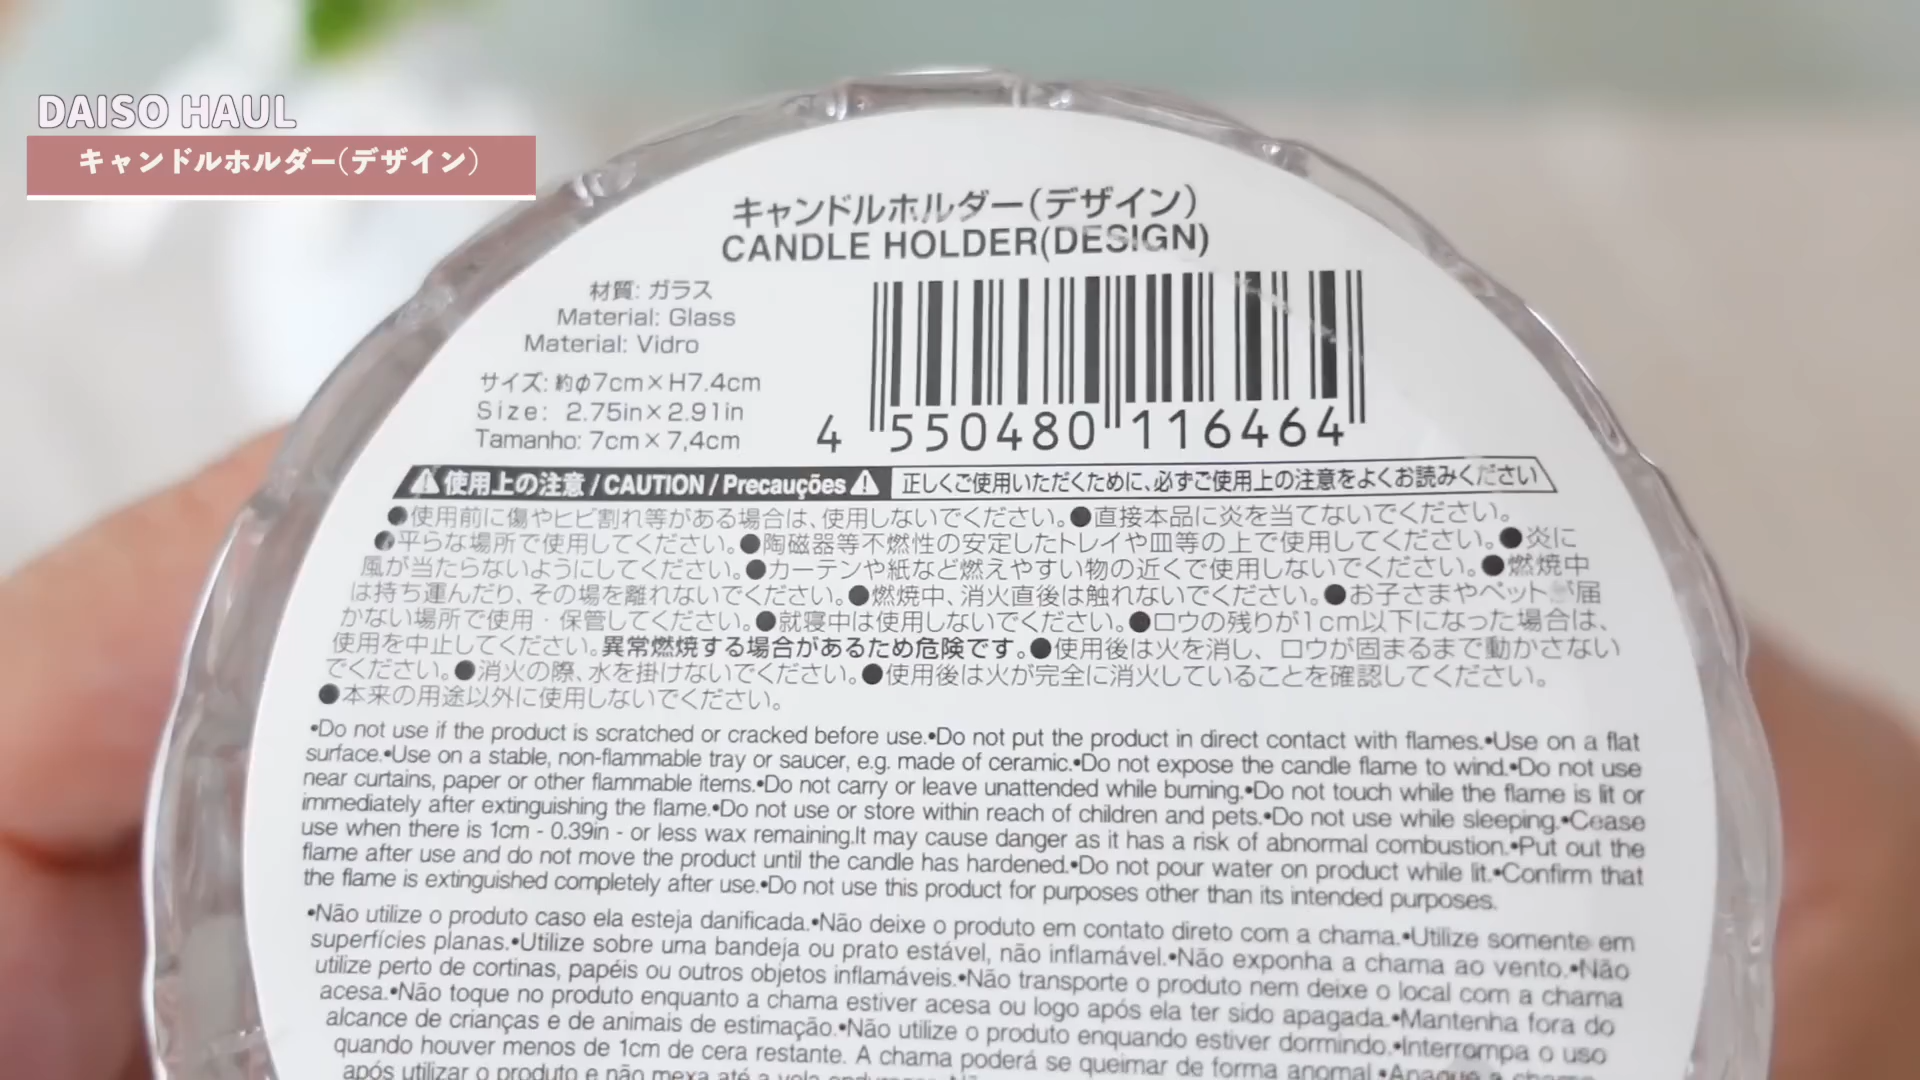 DAISO HAUL
キャンドルホルダー(デザイン)
キャンドルホルダー(デザイン)
CANDLE HOLDER(DESIGN)
材質: ガラス
Material: Glass
Material: Vidro
サイズ: 約φ7cm×H7.4cm
Size: 2.75in×2.91in
Tamanho: 7cm×7,4cm
4 550480 116464
⚠使用上の注意 / CAUTION / Precauções⚠ 正しくご使用いただくために、必ずご使用上の注意をよくお読みください
●使用前に傷やヒビ割れ等がある場合は、使用しないでください。●直接本品に炎を当てないでください。
●平らな場所で使用してください。●陶磁器等不燃性の安定したトレイや皿等の上で使用してください。●炎に
風が当たらないようにしてください。●カーテンや紙など燃えやすい物の近くで使用しないでください。●燃焼中
は持ち運んだり、その場を離れないでください。●燃焼中、消火直後は触れないでください。●お子さまやペットが届
かない場所で使用・保管してください。●就寝中は使用しないでください。●ロウの残りが1cm以下になった場合は、
使用を中止してください。異常燃焼する場合があるため危険です。●使用後は火を消し、ロウが固まるまで動かさない
でください。●消火の際、水を掛けないでください。●使用後は火が完全に消火していることを確認してください。
●本来の用途以外に使用しないでください。
•Do not use if the product is scratched or cracked before use.•Do not put the product in direct contact with flames.•Use on a flat
surface.•Use on a stable, non-flammable tray or saucer, e.g. made of ceramic.•Do not expose the candle flame to wind.•Do not use
near curtains, paper or other flammable items.•Do not carry or leave unattended while burning.•Do not touch while the flame is lit or
immediately after extinguishing the flame.•Do not use or store within reach of children and pets.•Do not use while sleeping.•Cease
use when there is 1cm - 0.39in - or less wax remaining.It may cause danger as it has a risk of abnormal combustion.•Put out the
flame after use and do not move the product until the candle has hardened.•Do not pour water on product while lit.•Confirm that
the flame is extinguished completely after use.•Do not use this product for purposes other than its intended purposes.
•Não utilize o produto caso ela esteja danificada.•Não deixe o produto em contato direto com a chama.•Utilize somente em
superfícies planas.•Utilize sobre uma bandeja ou prato estável, não inflamável.•Não exponha a chama ao vento.•Não
utilize perto de cortinas, papéis ou outros objetos inflamáveis.•Não transporte o produto nem deixe o local com a chama
acesa.•Não toque no produto enquanto a chama estiver acesa ou logo após ela ter sido apagada.•Mantenha fora do
alcance de crianças e de animais de estimação.•Não utilize o produto enquando estiver dormindo.•Interrompa o uso
quando houver menos de 1cm de cera restante. A chama poderá se queimar de forma anomal.•Apague a chama
após utilizar o produto e não mexa até a vela